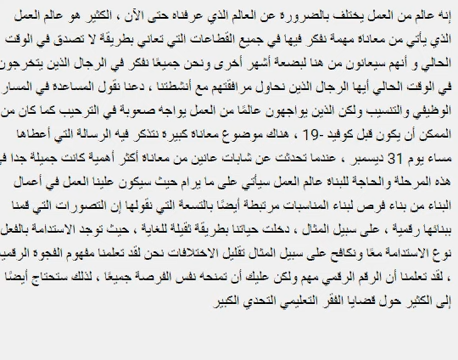 إنه عالم من العمل يختلف بالضرورة عن العالم الذي عرفناه حتى الآن ، الكثير هو عالم العمل
الذي يأتي من معاناة مهمة نفكر فيها في جميع القطاعات التي تعاني بطريقة لا تصدق في الوقت
الحالي و أنهم سيعانون من هنا لبضعة أشهر أخرى ونحن جميعًا نفكر في الرجال الذين يتخرجون
في الوقت الحالي أيها الرجال الذين نحاول مرافقتهم مع أنشطتنا ، دعنا نقول المساعدة في المسار
الوظيفي والتنسيب ولكن الذين يواجهون عالمًا من العمل يواجه صعوبة في الترحيب كما كان من
الممكن أن يكون قبل كوفيد -19 ، هناك موضوع معاناة كبيرة نتذكر فيه الرسالة التي أعطاها
مساء يوم 31 ديسمبر ، عندما تحدثت عن شابات عانين من معاناة أكثر أهمية كانت جميلة جدا في
هذه المرحلة والحاجة للبناة عالم العمل سيأتي على ما يرام حيث سيكون علينا العمل في أعمال
البناء من بناء فرص لبناء المناسبات مرتبطة أيضًا بالتسعة التي نقولها إن التصورات التي قمنا
ببنائها رقمية ، على سبيل المثال ، دخلت حياتنا بطريقة ثقيلة للغاية ، حيث توجد الاستدامة بالفعل
نوع الاستدامة معًا ونكافح على سبيل المثال تقليل الاختلافات نحن لقد تعلمنا مفهوم الفجوة الرقمية
، لقد تعلمنا أن الرقم الرقمي مهم ولكن عليك أن تمنحه نفس الفرصة جميعًا ، لذلك ستحتاج أيضًا
إلى الكثير حول قضايا الفقر التعليمي التحدي الكبير